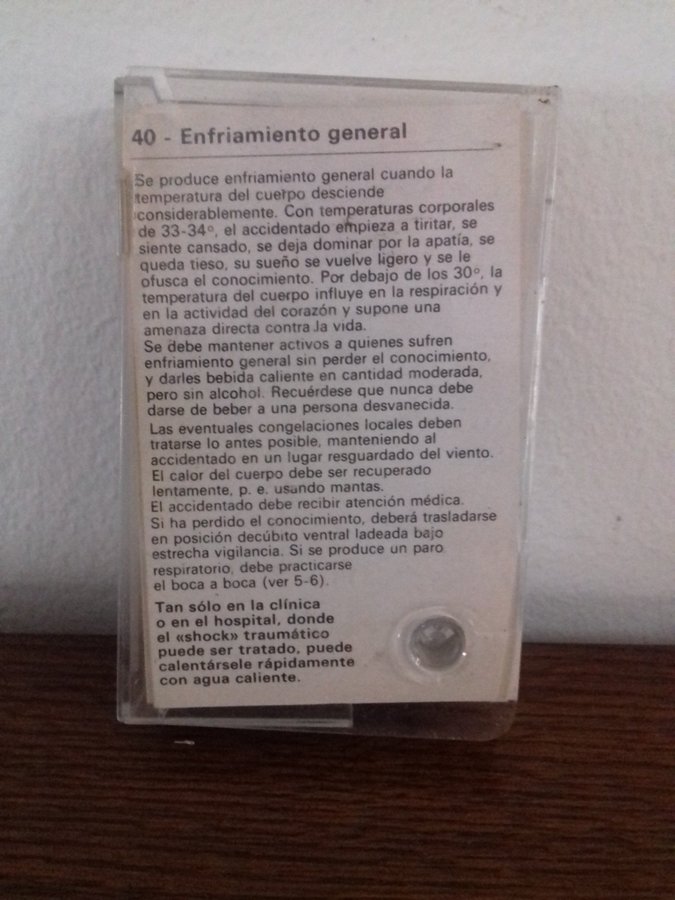 40 - Enfriamiento general
Se produce enfriamiento general cuando la
temperatura del cuerpo desciende
considerablemente. Con temperaturas corporales
de 33-34°, el accidentado empieza a tiritar, se
siente cansado, se deja dominar por la apatía, se
queda tieso, su sueño se vuelve ligero y se le
ofusca el conocimiento. Por debajo de los 30°, la
temperatura del cuerpo influye en la respiración y
en la actividad del corazón y supone una
amenaza directa contra la vida.
Se debe mantener activos a quienes sufren
enfriamiento general sin perder el conocimiento,
y darles bebida caliente en cantidad moderada,
pero sin alcohol. Recuérdese que nunca debe
darse de beber a una persona desvanecida.
Las eventuales congelaciones locales deben
tratarse lo antes posible, manteniendo al
accidentado en un lugar resguardado del viento.
El calor del cuerpo debe ser recuperado
lentamente, p. e. usando mantas.
El accidentado debe recibir atención médica.
Si ha perdido el conocimiento, deberá trasladarse
en posición decúbito ventral ladeada bajo
estrecha vigilancia. Si se produce un paro
respiratorio, debe practicarse
el boca a boca (ver 5-6).
Tan sólo en la clínica
o en el hospital, donde
el «shock» traumático
puede ser tratado, puede
calentársele rápidamente
con agua caliente.